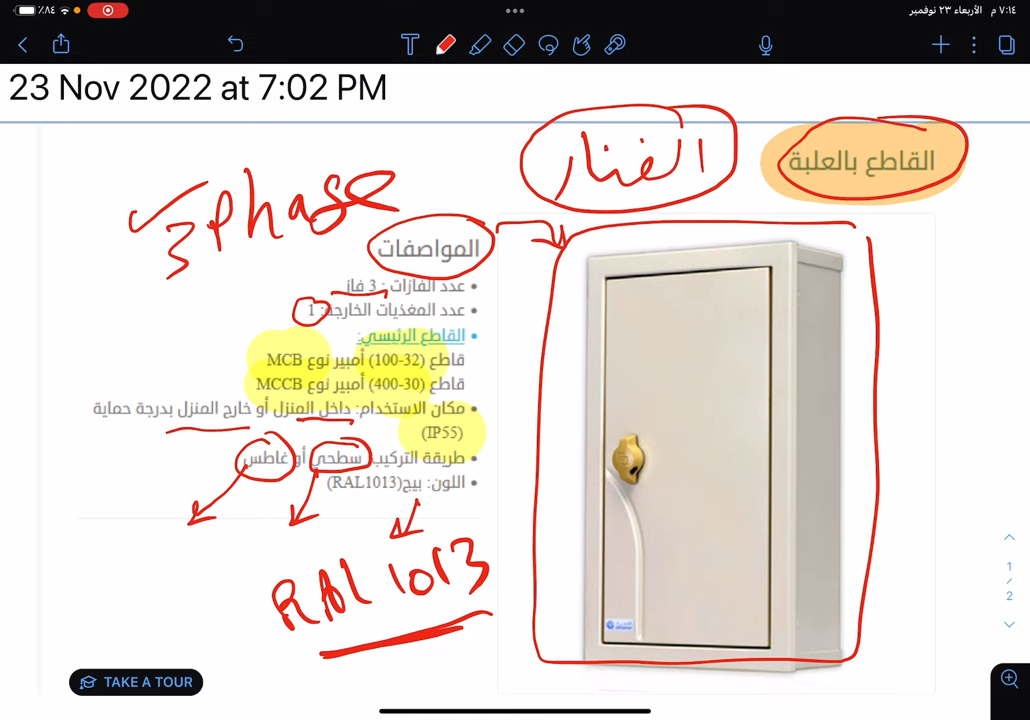 ٧:١٤ م الأربعاء ٢٣ نوفمبر
٨٤٪
23 Nov 2022 at 7:02 PM
القاطع بالعلبة
الفنار
3 phase
المواصفات
عدد الفازات : 3 فاز
عدد المغذيات الخارجة: 1
القاطع الرئيسي:
قاطع (32-100) أمبير نوع MCB
قاطع (30-400) أمبير نوع MCCB
مكان الاستخدام: داخل المنزل أو خارج المنزل بدرجة حماية
(IP55)
طريقة التركيب: سطحي أو غاطس
اللون: بيج(RAL1013)
RAL 1013
1
/
2
TAKE A TOUR